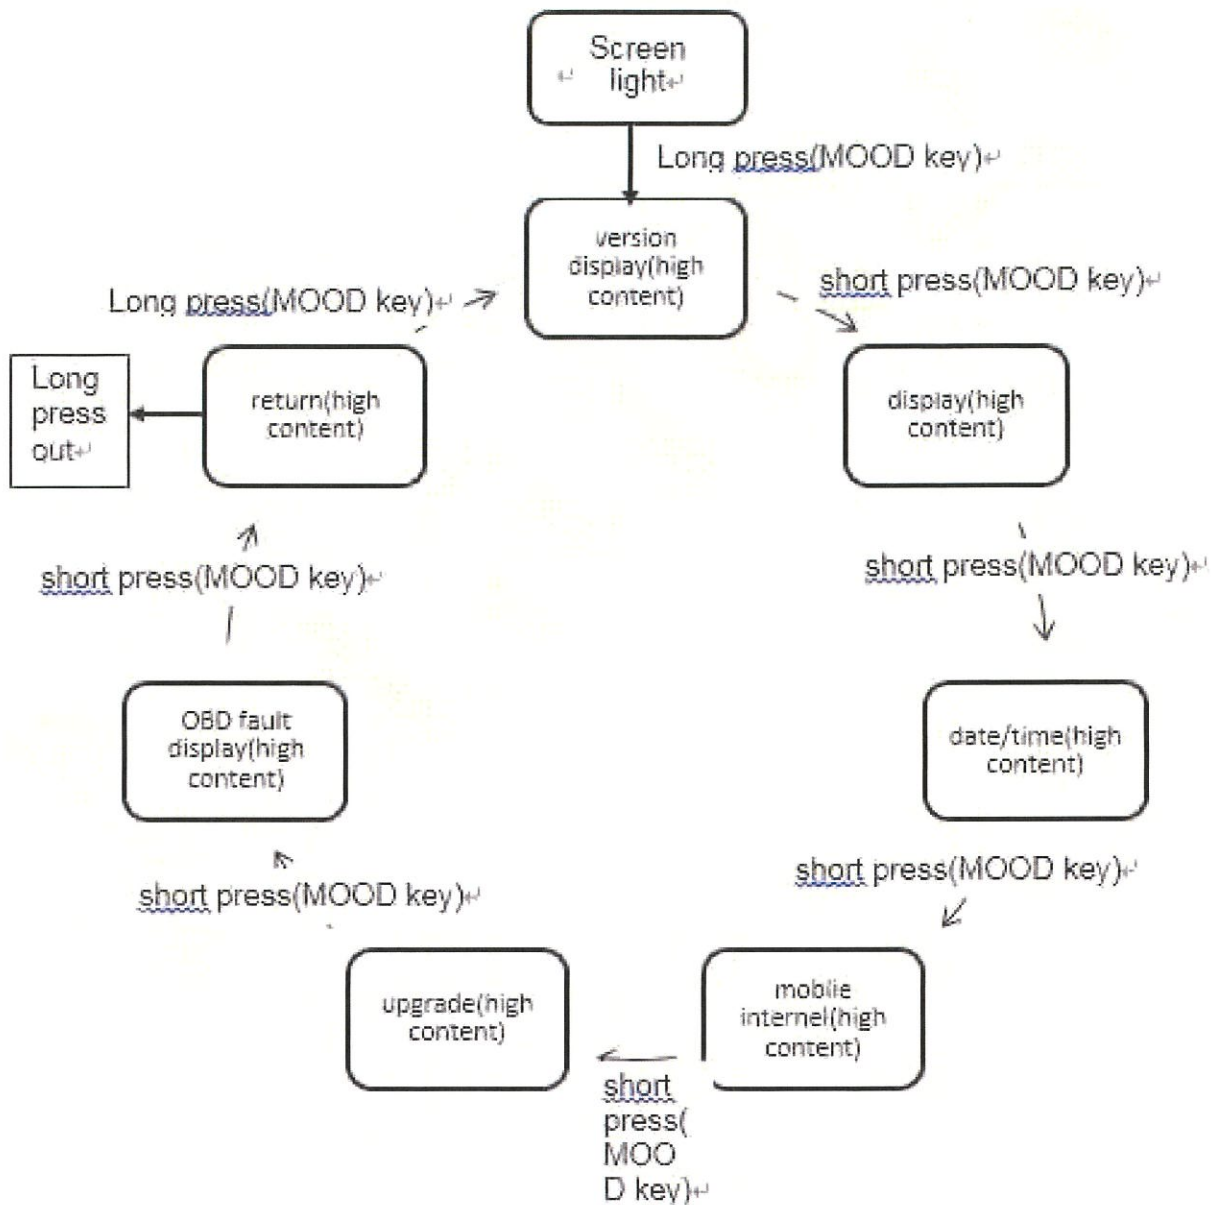 Screen
light
Long press(MOOD key)
version
display(high
content)
short press(MOOD key)
Long press(MOOD key)
display(high
content)
return(high
content)
Long
press
out
short press(MOOD key)
short press(MOOD key)
date/time(high
content)
OBD fault
display(high
content)
short press(MOOD key)
short press(MOOD key)
moblie
internel(high
content)
upgrade(high
content)
short
press(
MOO
D key)